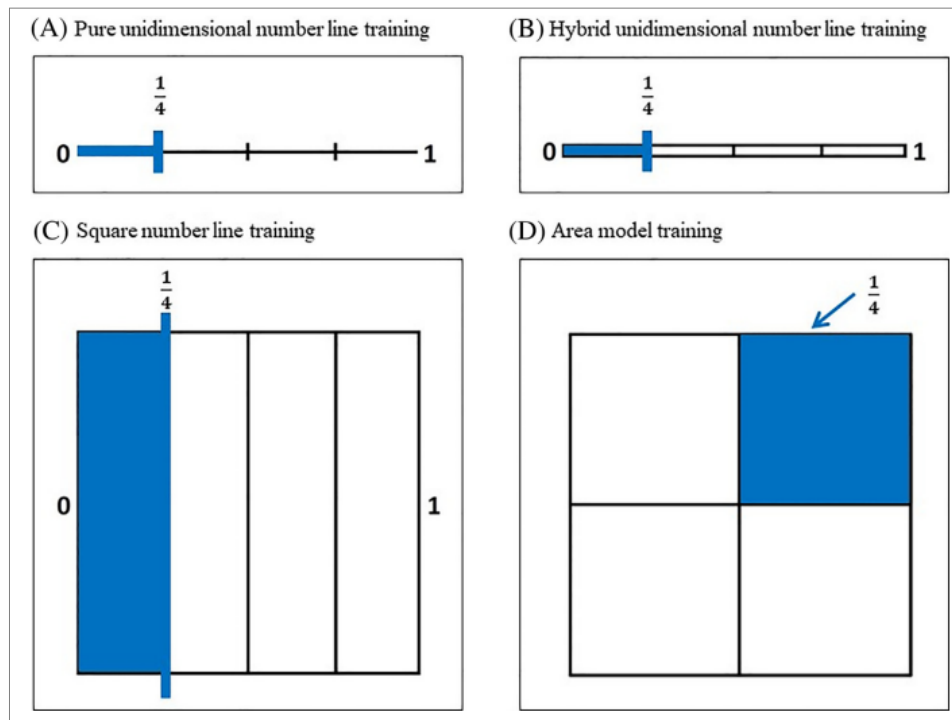 (A) Pure unidimensional number line training
1
4
0 1
(B) Hybrid unidimensional number line training
1
4
0 1
(C) Square number line training
1
4
0 1
(D) Area model training
1
4